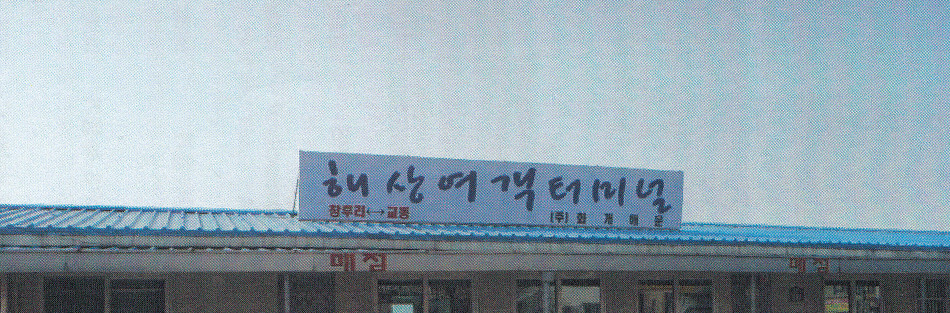 해상여객터미널
창후리↔교동
(주)화개해운
매점
매점